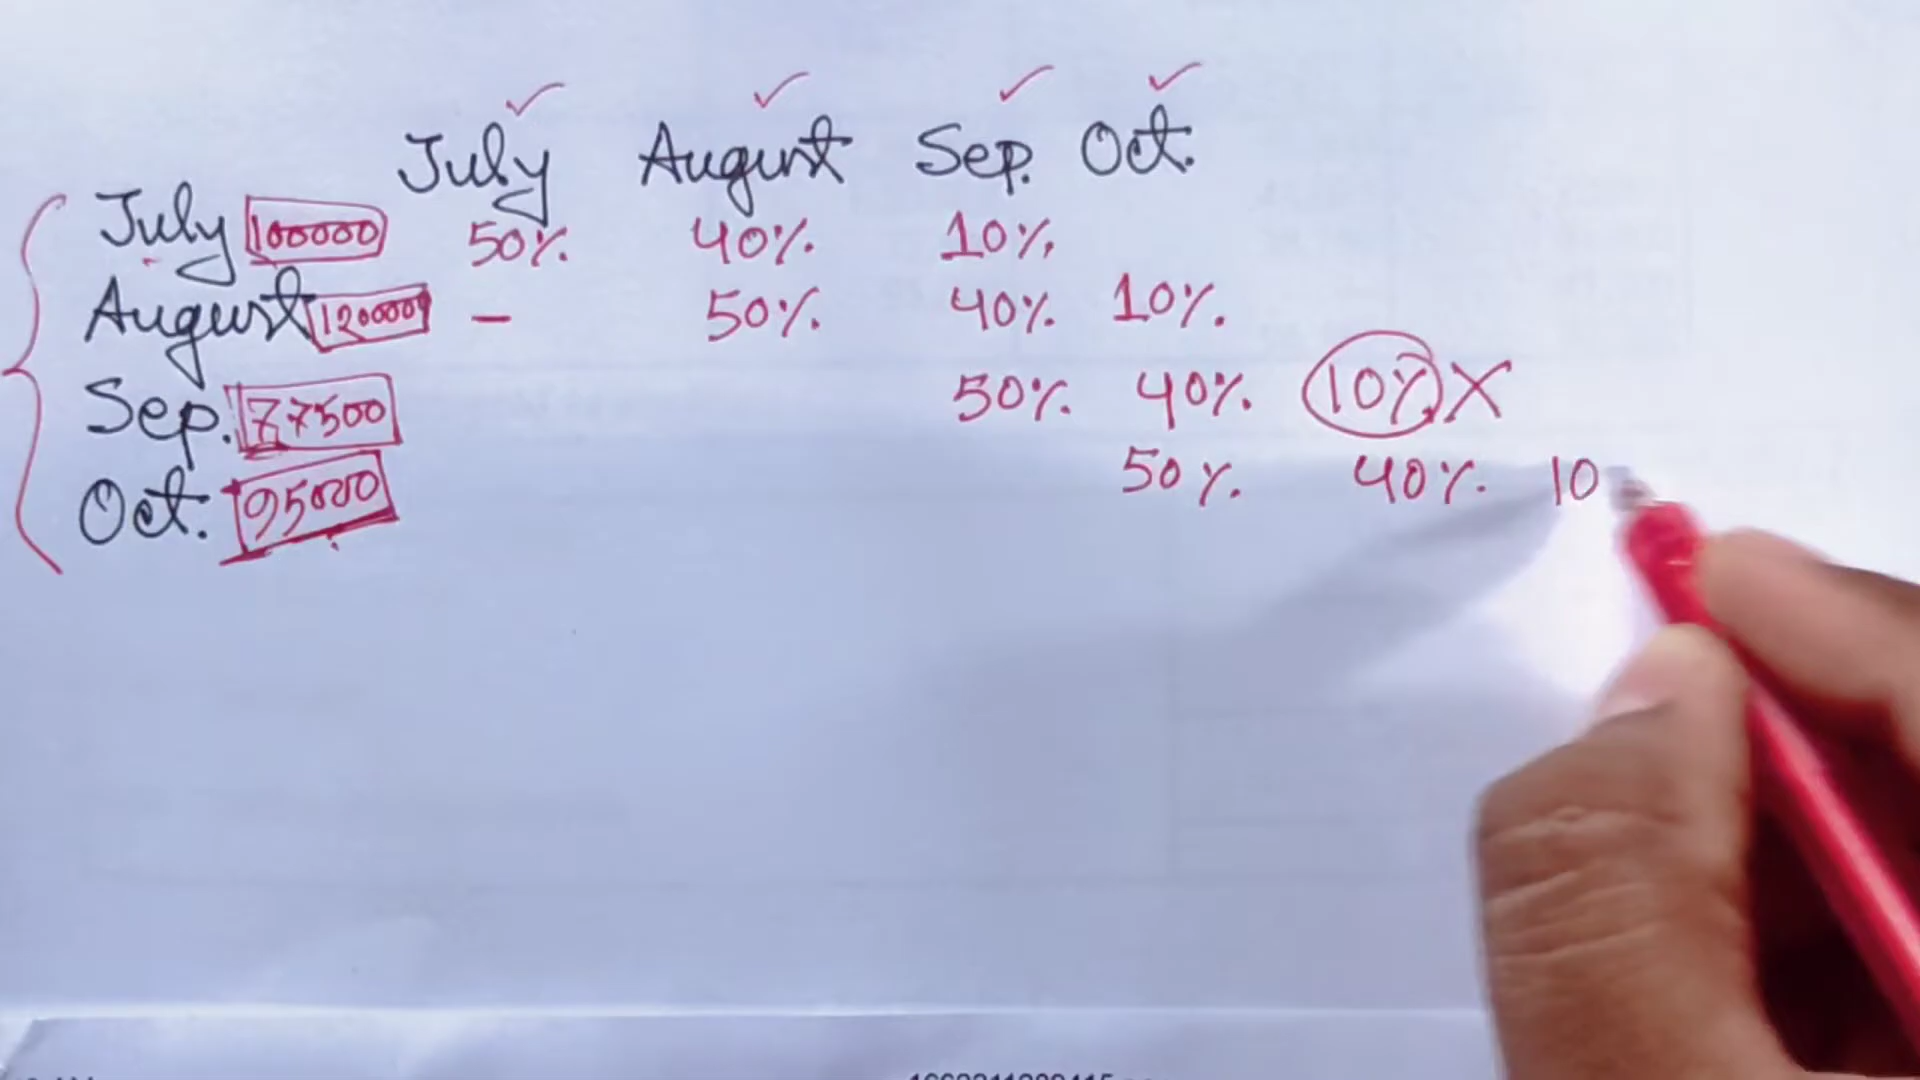 July August Sep. Oct.
July 100000 50% 40% 10%
August 120000 - 50% 40% 10%
Sep. 77500 50% 40% 10% X
Oct. 95000 50% 40% 10